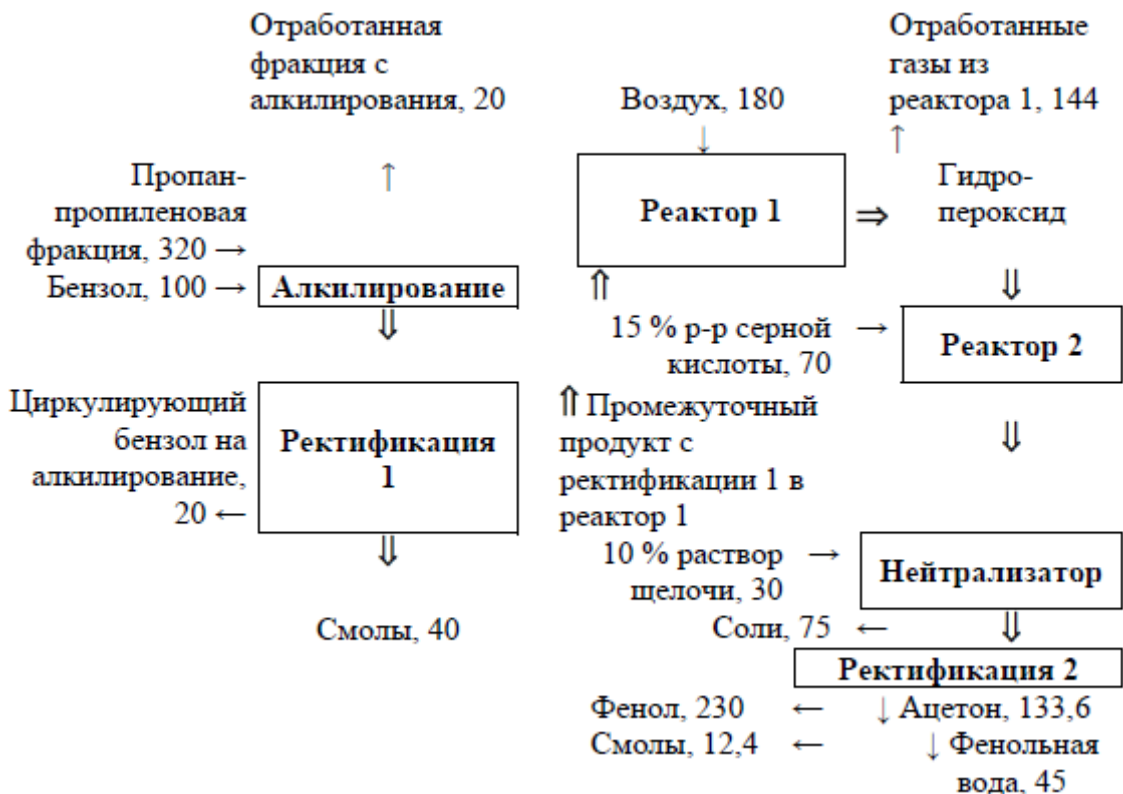 Отработанная
фракция с
алкилирования, 20
↑
Пропан-
пропиленовая
фракция, 320 →
Бензол, 100 →
Алкилирование
⇓
Циркулирующий
бензол на
алкилирование,
20 ←
Ректификация
1
⇓
Смолы, 40
Воздух, 180
↓
Отработанные
газы из
реактора 1, 144
↑
Реактор 1
⇒
Гидро-
пероксид
⇑
⇓
15 % р-р серной →
кислоты, 70
Реактор 2
⇑ Промежуточный
продукт с
ректификации 1 в
реактор 1
⇓
10 % раствор →
щелочи, 30
Нейтрализатор
Соли, 75 ←
⇓
Ректификация 2
Фенол, 230 ← ↓ Ацетон, 133,6
Смолы, 12,4 ← ↓ Фенольная
вода, 45